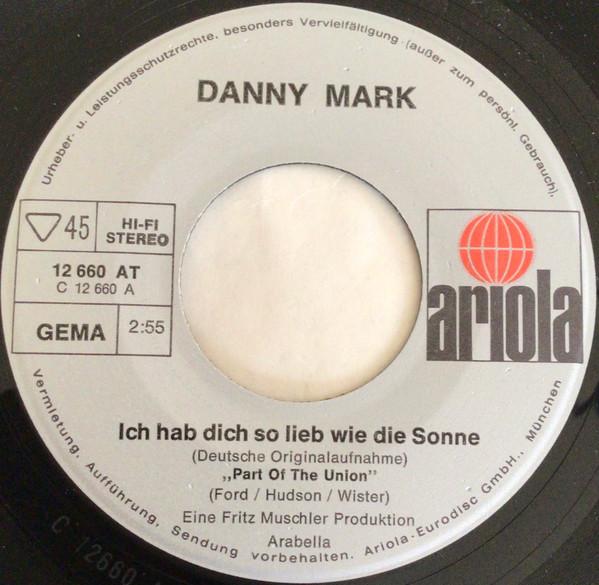 Urheber- u. Leistungsschutzrechte, besonders Vervielfältigung (außer zum persönl. Gebrauch),
DANNY MARK
45
HI-FI
STEREO
12 660 AT
C 12 660 A
GEMA
2:55
ariola
Ich hab dich so lieb wie die Sonne
(Deutsche Originalaufnahme)
„Part Of The Union”
(Ford / Hudson / Wister)
Eine Fritz Muschler Produktion
Arabella
Vermietung, Aufführung, Sendung vorbehalten. Ariola-Eurodisc GmbH., München
C 12660